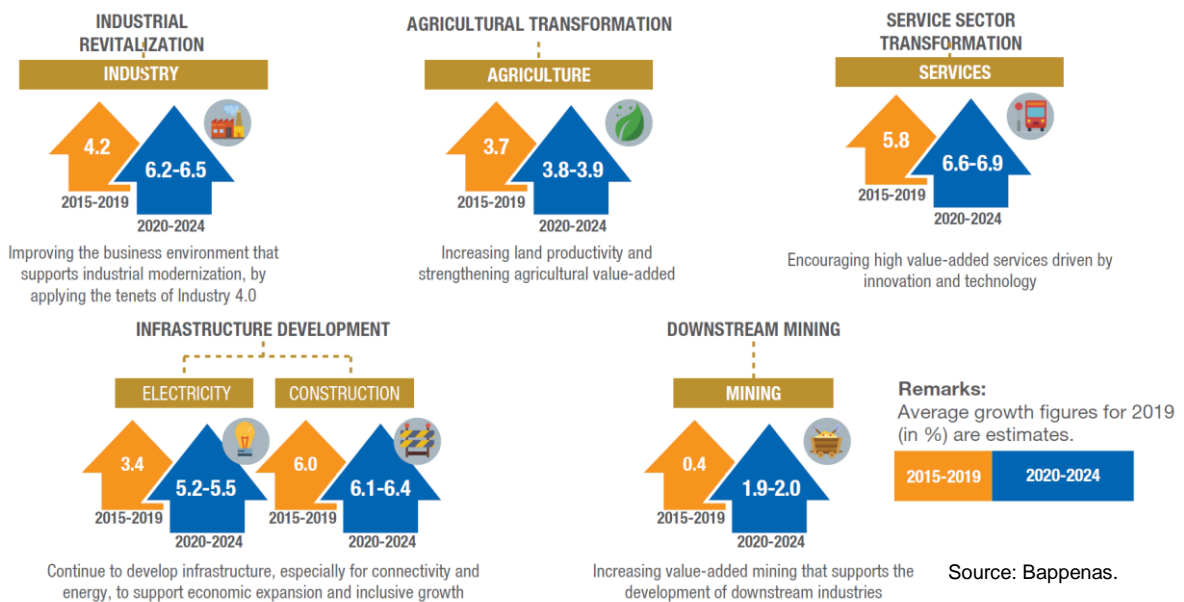 INDUSTRIAL
REVITALIZATION
INDUSTRY
4.2
6.2-6.5
2015-2019
2020-2024
Improving the business environment that
supports industrial modernization, by
applying the tenets of Industry 4.0
AGRICULTURAL TRANSFORMATION
AGRICULTURE
3.7
3.8-3.9
2015-2019
2020-2024
Increasing land productivity and
strengthening agricultural value-added
SERVICE SECTOR
TRANSFORMATION
SERVICES
5.8
6.6-6.9
2015-2019
2020-2024
Encouraging high value-added services driven by
innovation and technology
INFRASTRUCTURE DEVELOPMENT
ELECTRICITY
3.4
5.2-5.5
2015-2019
2020-2024
CONSTRUCTION
6.0
6.1-6.4
2015-2019
2020-2024
Continue to develop infrastructure, especially for connectivity and
energy, to support economic expansion and inclusive growth
DOWNSTREAM MINING
MINING
0.4
1.9-2.0
2015-2019
2020-2024
Increasing value-added mining that supports the
development of downstream industries
Remarks:
Average growth figures for 2019
(in %) are estimates.
2015-2019 2020-2024
Source: Bappenas.